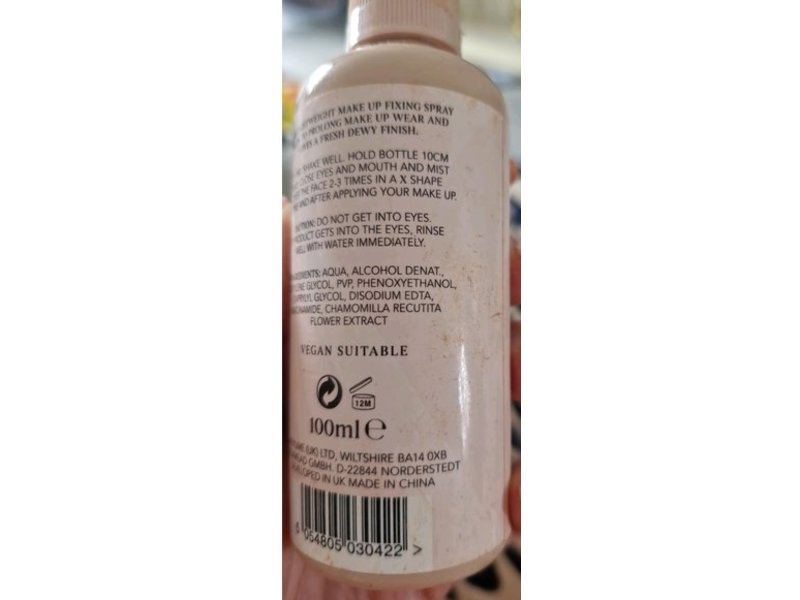 MAKE UP FIXING SPRAY
PROLONG MAKE UP WEAR AND
A FRESH DEWY FINISH.
SHAKE WELL. HOLD BOTTLE 10CM
EYES AND MOUTH AND MIST
THE FACE 2-3 TIMES IN A X SHAPE
AND AFTER APPLYING YOUR MAKE UP.
DO NOT GET INTO EYES.
GETS INTO THE EYES, RINSE
WELL WITH WATER IMMEDIATELY.
AQUA, ALCOHOL DENAT.,
GLYCOL, PVP, PHENOXYETHANOL,
GLYCOL, DISODIUM EDTA,
CHAMOMILLA RECUTITA
FLOWER EXTRACT
VEGAN SUITABLE
12M
100ml e
(UK) LTD, WILTSHIRE BA14 0XB
GMBH. D-22844 NORDERSTEDT
IN UK MADE IN CHINA
054805 030422 >